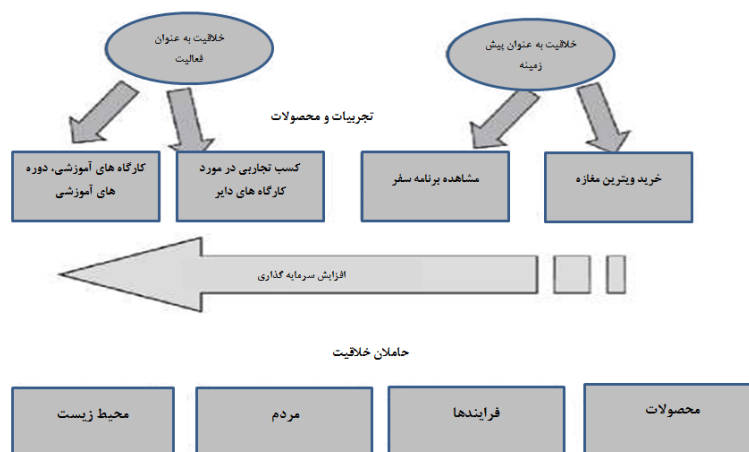 خلاقیت به عنوان پیش
زمینه
خلاقیت به عنوان
فعالیت
تجربیات و محصولات
خرید ویترین مغازه
مشاهده برنامه سفر
کسب تجاربی در مورد
کارگاه های دایر
کارگاه های آموزشی، دوره
های آموزشی
افزایش سرمایه گذاری
حاملان خلاقیت
محصولات
فرایندها
مردم
محیط زیست